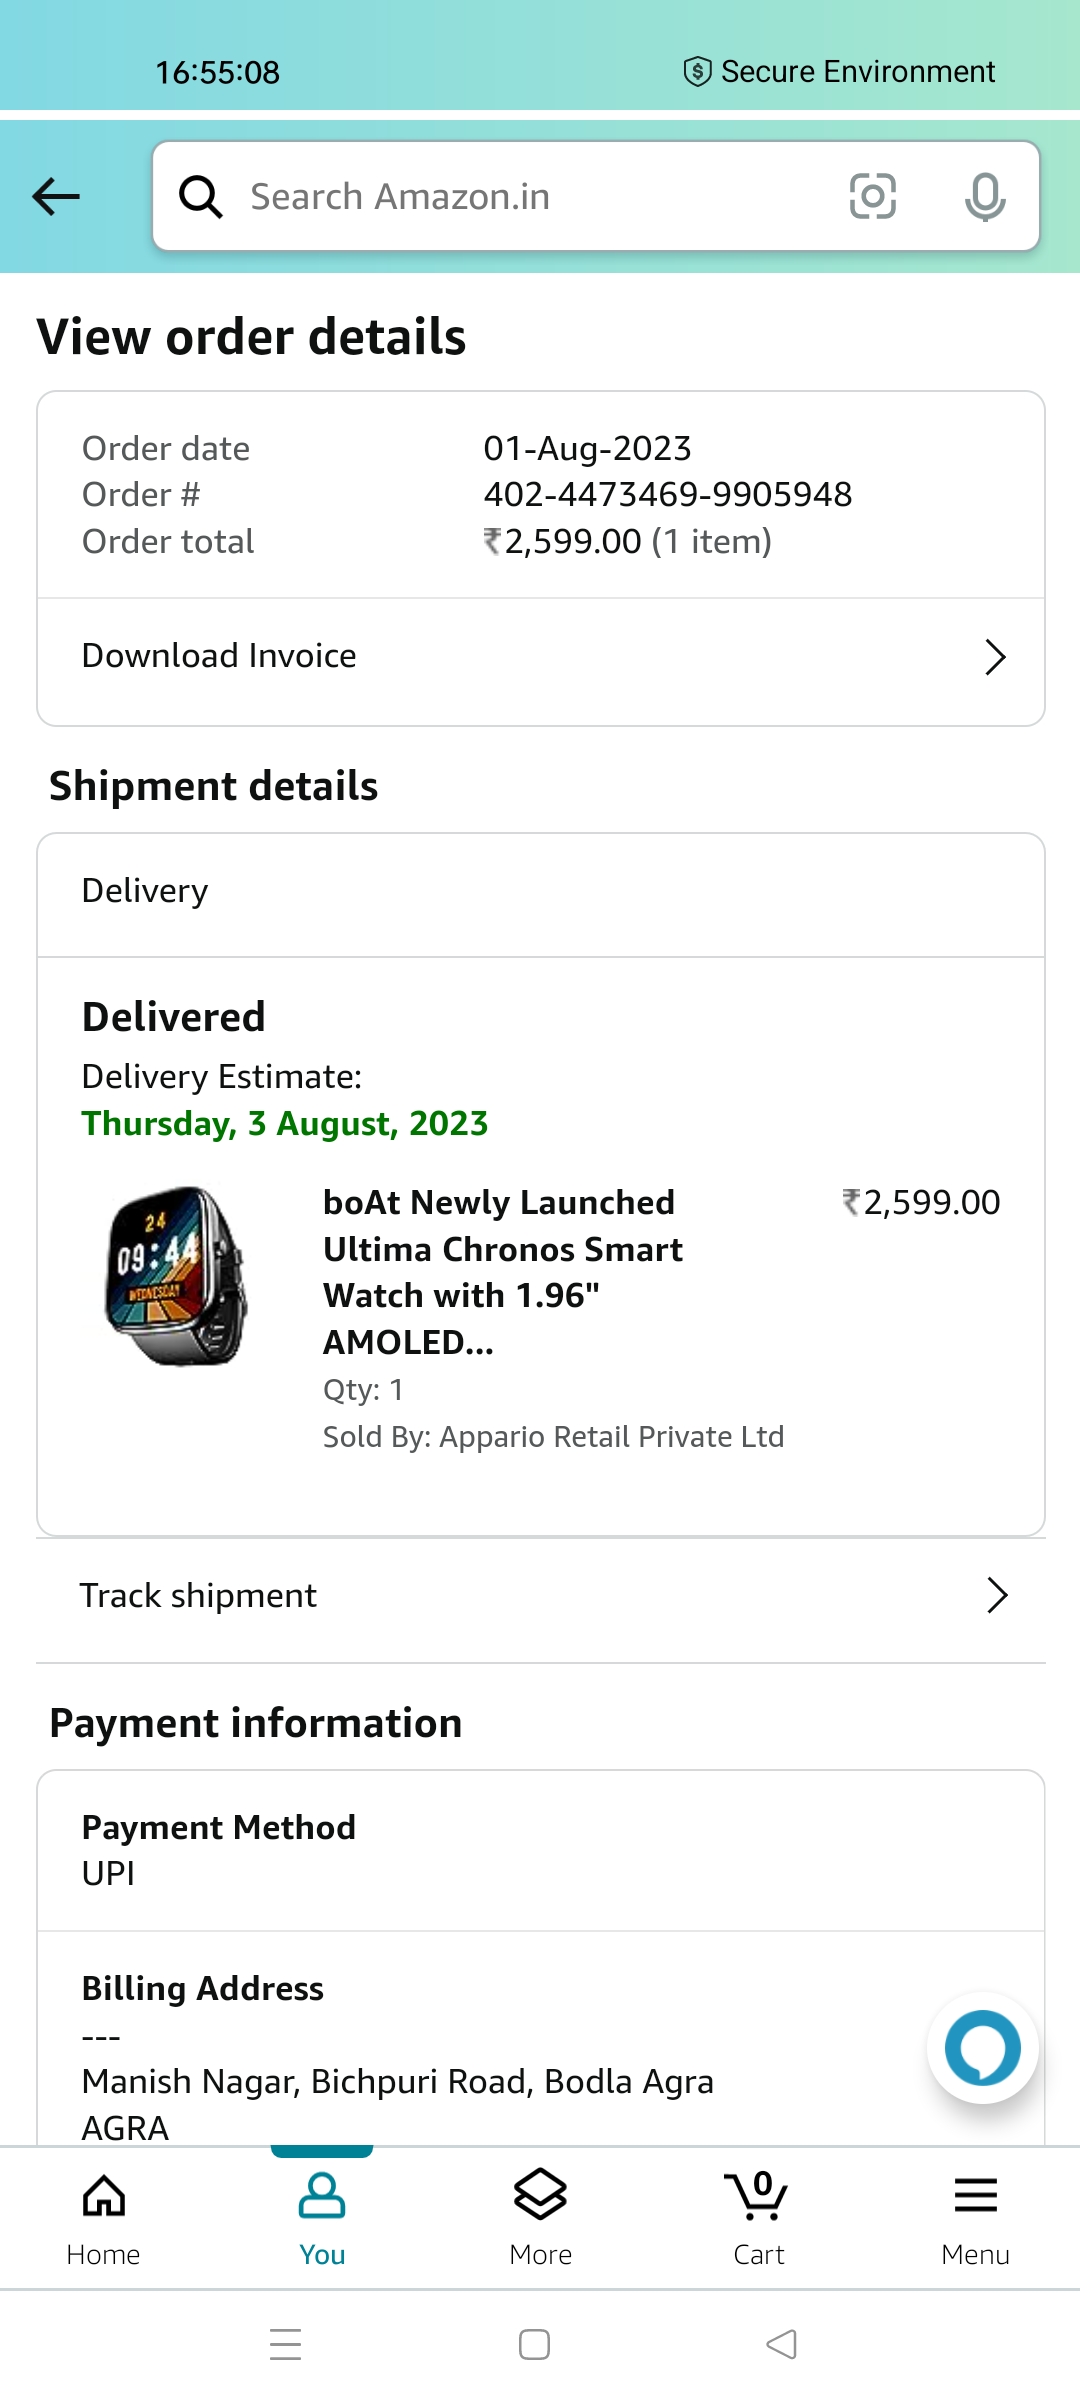 16:55:08
Secure Environment
Search Amazon.in
View order details
Order date 01-Aug-2023
Order # 402-4473469-9905948
Order total ₹2,599.00 (1 item)
Download Invoice
Shipment details
Delivery
Delivered
Delivery Estimate:
Thursday, 3 August, 2023
24
09:44
WEDNESDAY
boAt Newly Launched ₹2,599.00
Ultima Chronos Smart
Watch with 1.96"
AMOLED...
Qty: 1
Sold By: Appario Retail Private Ltd
Track shipment
Payment information
Payment Method
UPI
Billing Address
---
Manish Nagar, Bichpuri Road, Bodla Agra
AGRA
0
Home You More Cart Menu